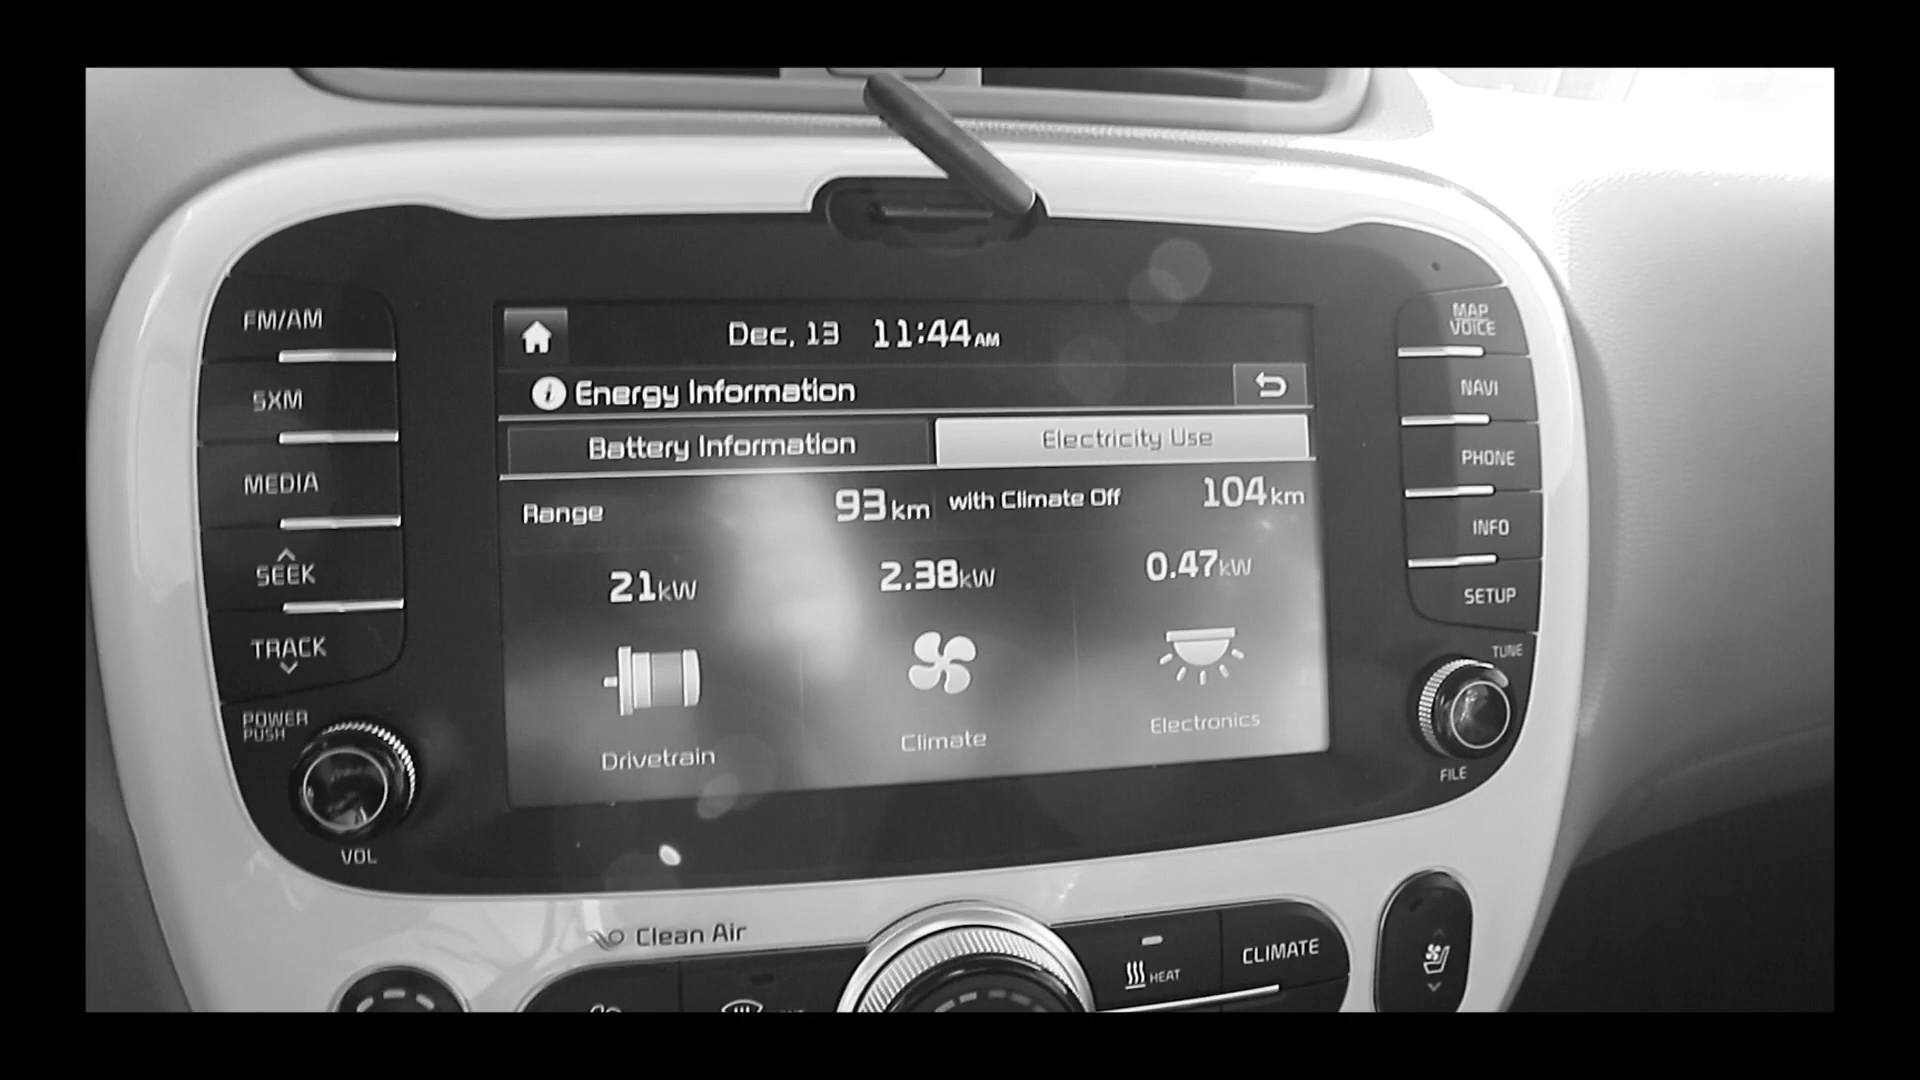 FM/AM
SXM
MEDIA
SEEK
TRACK
POWER
PUSH
VOL
Dec, 13 11:44 AM
Energy Information
Battery Information Electricity Use
Range 93 km with Climate Off 104 km
21 kW 2.38 kW 0.47 kW
Drivetrain Climate Electronics
MAP
VOICE
NAVI
PHONE
INFO
SETUP
TUNE
FILE
Clean Air
HEAT
CLIMATE